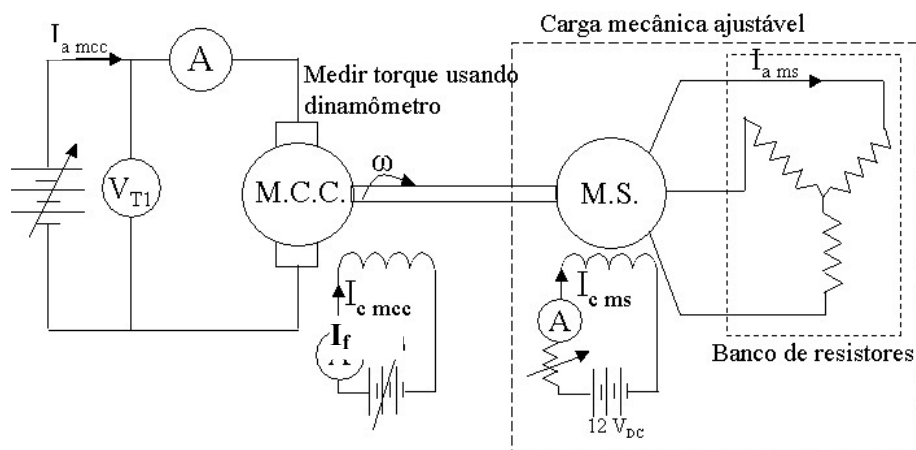 Carga mecânica ajustável
I a mcc
A
Medir torque usando
dinamômetro
I a ms
V T1
M.C.C.
ω
M.S.
I c mcc
I f
I c ms
A
12 V DC
Banco de resistores